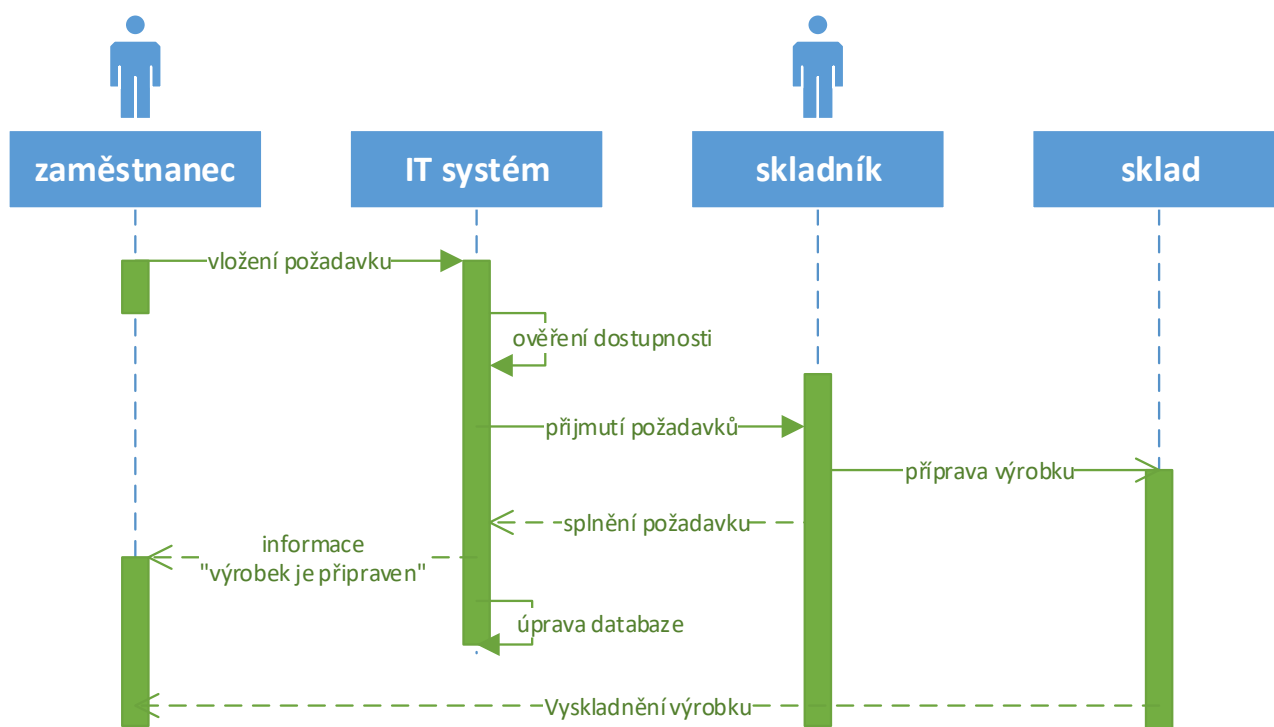 zaměstnanec
IT systém
skladník
sklad
vložení požadavku
ověření dostupnosti
přijmutí požadavků
příprava výrobku
splnění požadavku
informace
"výrobek je připraven"
úprava databaze
Vyskladnění výrobku